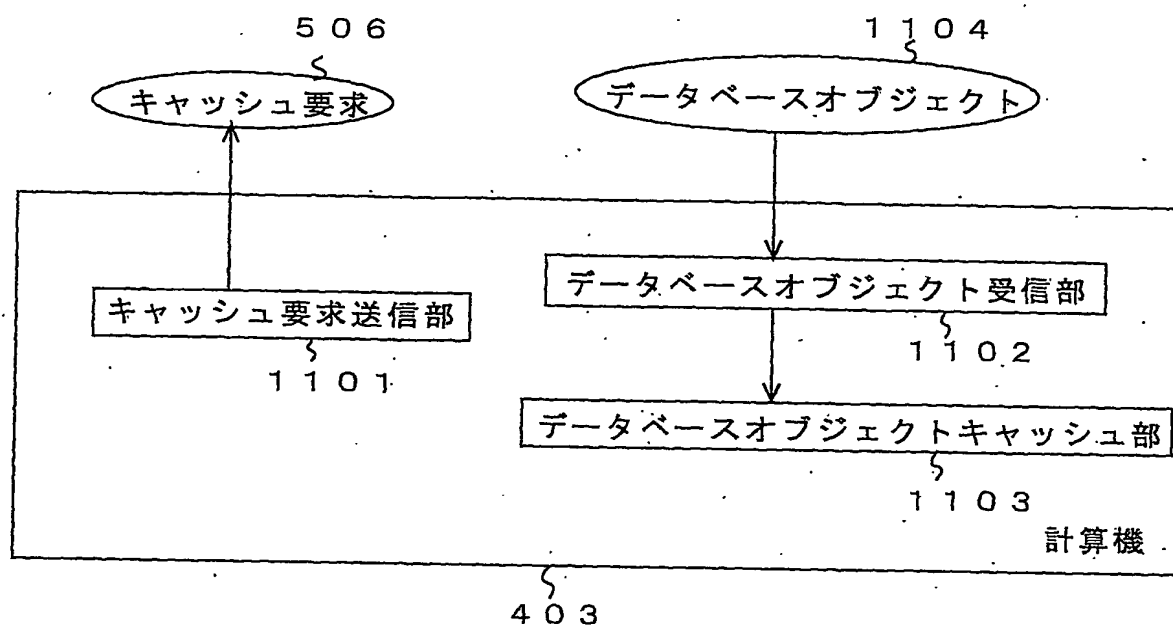 506
1104
キャッシュ要求
データベースオブジェクト
データベースオブジェクト受信部
キャッシュ要求送信部
1102
1101
データベースオブジェクトキャッシュ部
1103
計算機
403